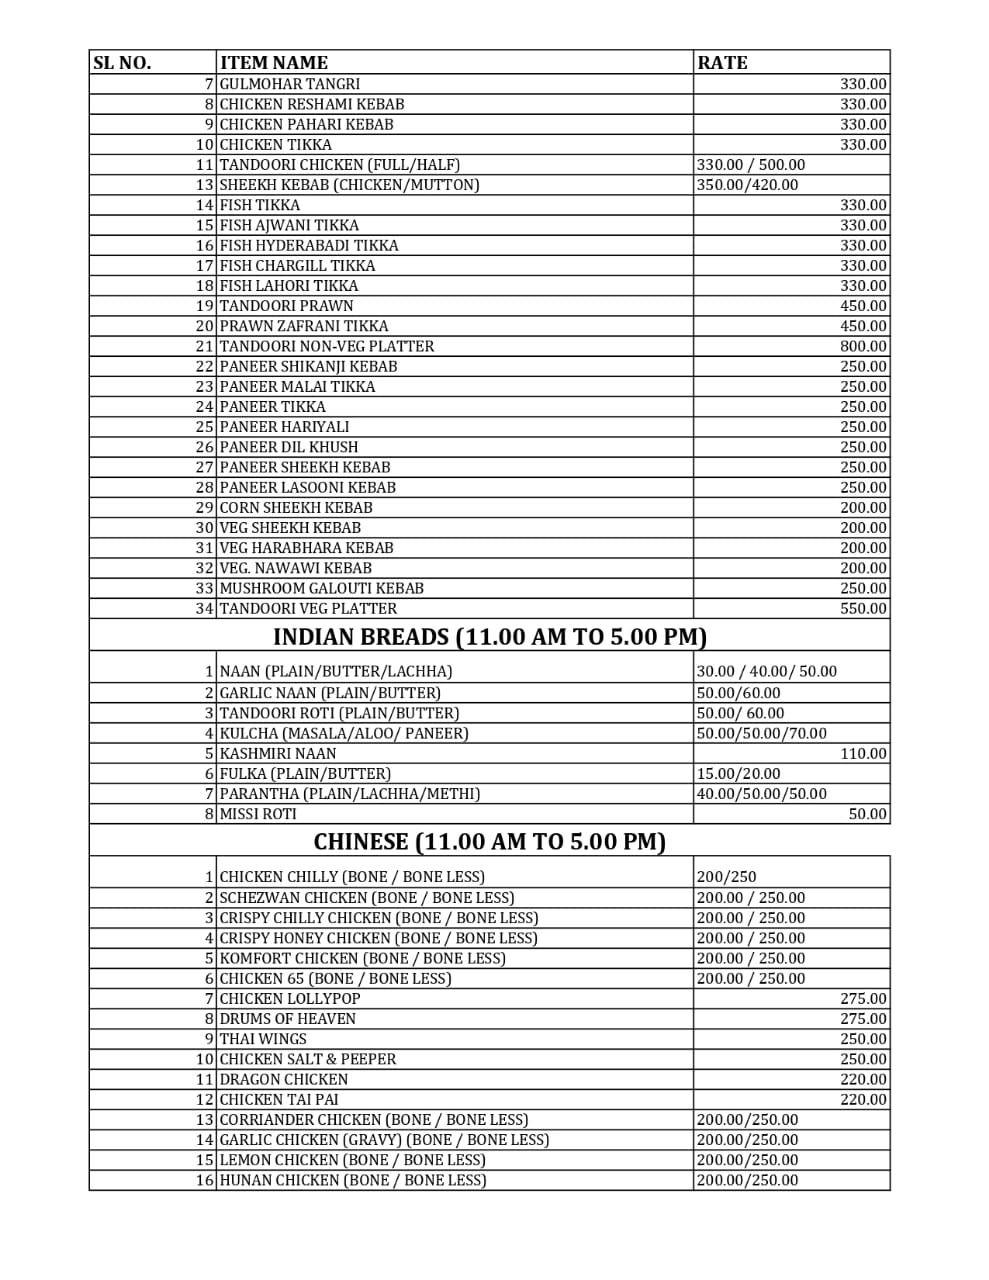 SL NO. ITEM NAME RATE
7 GULMOHAR TANGRI 330.00
8 CHICKEN RESHAMI KEBAB 330.00
9 CHICKEN PAHARI KEBAB 330.00
10 CHICKEN TIKKA 330.00
11 TANDOORI CHICKEN (FULL/HALF) 330.00 / 500.00
13 SHEEKH KEBAB (CHICKEN/MUTTON) 350.00/420.00
14 FISH TIKKA 330.00
15 FISH AJWANI TIKKA 330.00
16 FISH HYDERABADI TIKKA 330.00
17 FISH CHARGILL TIKKA 330.00
18 FISH LAHORI TIKKA 330.00
19 TANDOORI PRAWN 450.00
20 PRAWN ZAFRANI TIKKA 450.00
21 TANDOORI NON-VEG PLATTER 800.00
22 PANEER SHIKANJI KEBAB 250.00
23 PANEER MALAI TIKKA 250.00
24 PANEER TIKKA 250.00
25 PANEER HARIYALI 250.00
26 PANEER DIL KHUSH 250.00
27 PANEER SHEEKH KEBAB 250.00
28 PANEER LASOONI KEBAB 250.00
29 CORN SHEEKH KEBAB 200.00
30 VEG SHEEKH KEBAB 200.00
31 VEG HARABHARA KEBAB 200.00
32 VEG. NAWAWI KEBAB 200.00
33 MUSHROOM GALOUTI KEBAB 250.00
34 TANDOORI VEG PLATTER 550.00
INDIAN BREADS (11.00 AM TO 5.00 PM)
1 NAAN (PLAIN/BUTTER/LACHHA) 30.00 / 40.00/ 50.00
2 GARLIC NAAN (PLAIN/BUTTER) 50.00/60.00
3 TANDOORI ROTI (PLAIN/BUTTER) 50.00/ 60.00
4 KULCHA (MASALA/ALOO/ PANEER) 50.00/50.00/70.00
5 KASHMIRI NAAN 110.00
6 FULKA (PLAIN/BUTTER) 15.00/20.00
7 PARANTHA (PLAIN/LACHHA/METHI) 40.00/50.00/50.00
8 MISSI ROTI 50.00
CHINESE (11.00 AM TO 5.00 PM)
1 CHICKEN CHILLY (BONE / BONE LESS) 200/250
2 SCHEZWAN CHICKEN (BONE / BONE LESS) 200.00 / 250.00
3 CRISPY CHILLY CHICKEN (BONE / BONE LESS) 200.00 / 250.00
4 CRISPY HONEY CHICKEN (BONE / BONE LESS) 200.00 / 250.00
5 KOMFORT CHICKEN (BONE / BONE LESS) 200.00 / 250.00
6 CHICKEN 65 (BONE / BONE LESS) 200.00 / 250.00
7 CHICKEN LOLLYPOP 275.00
8 DRUMS OF HEAVEN 275.00
9 THAI WINGS 250.00
10 CHICKEN SALT & PEEPER 250.00
11 DRAGON CHICKEN 220.00
12 CHICKEN TAI PAI 220.00
13 CORRIANDER CHICKEN (BONE / BONE LESS) 200.00/250.00
14 GARLIC CHICKEN (GRAVY) (BONE / BONE LESS) 200.00/250.00
15 LEMON CHICKEN (BONE / BONE LESS) 200.00/250.00
16 HUNAN CHICKEN (BONE / BONE LESS) 200.00/250.00